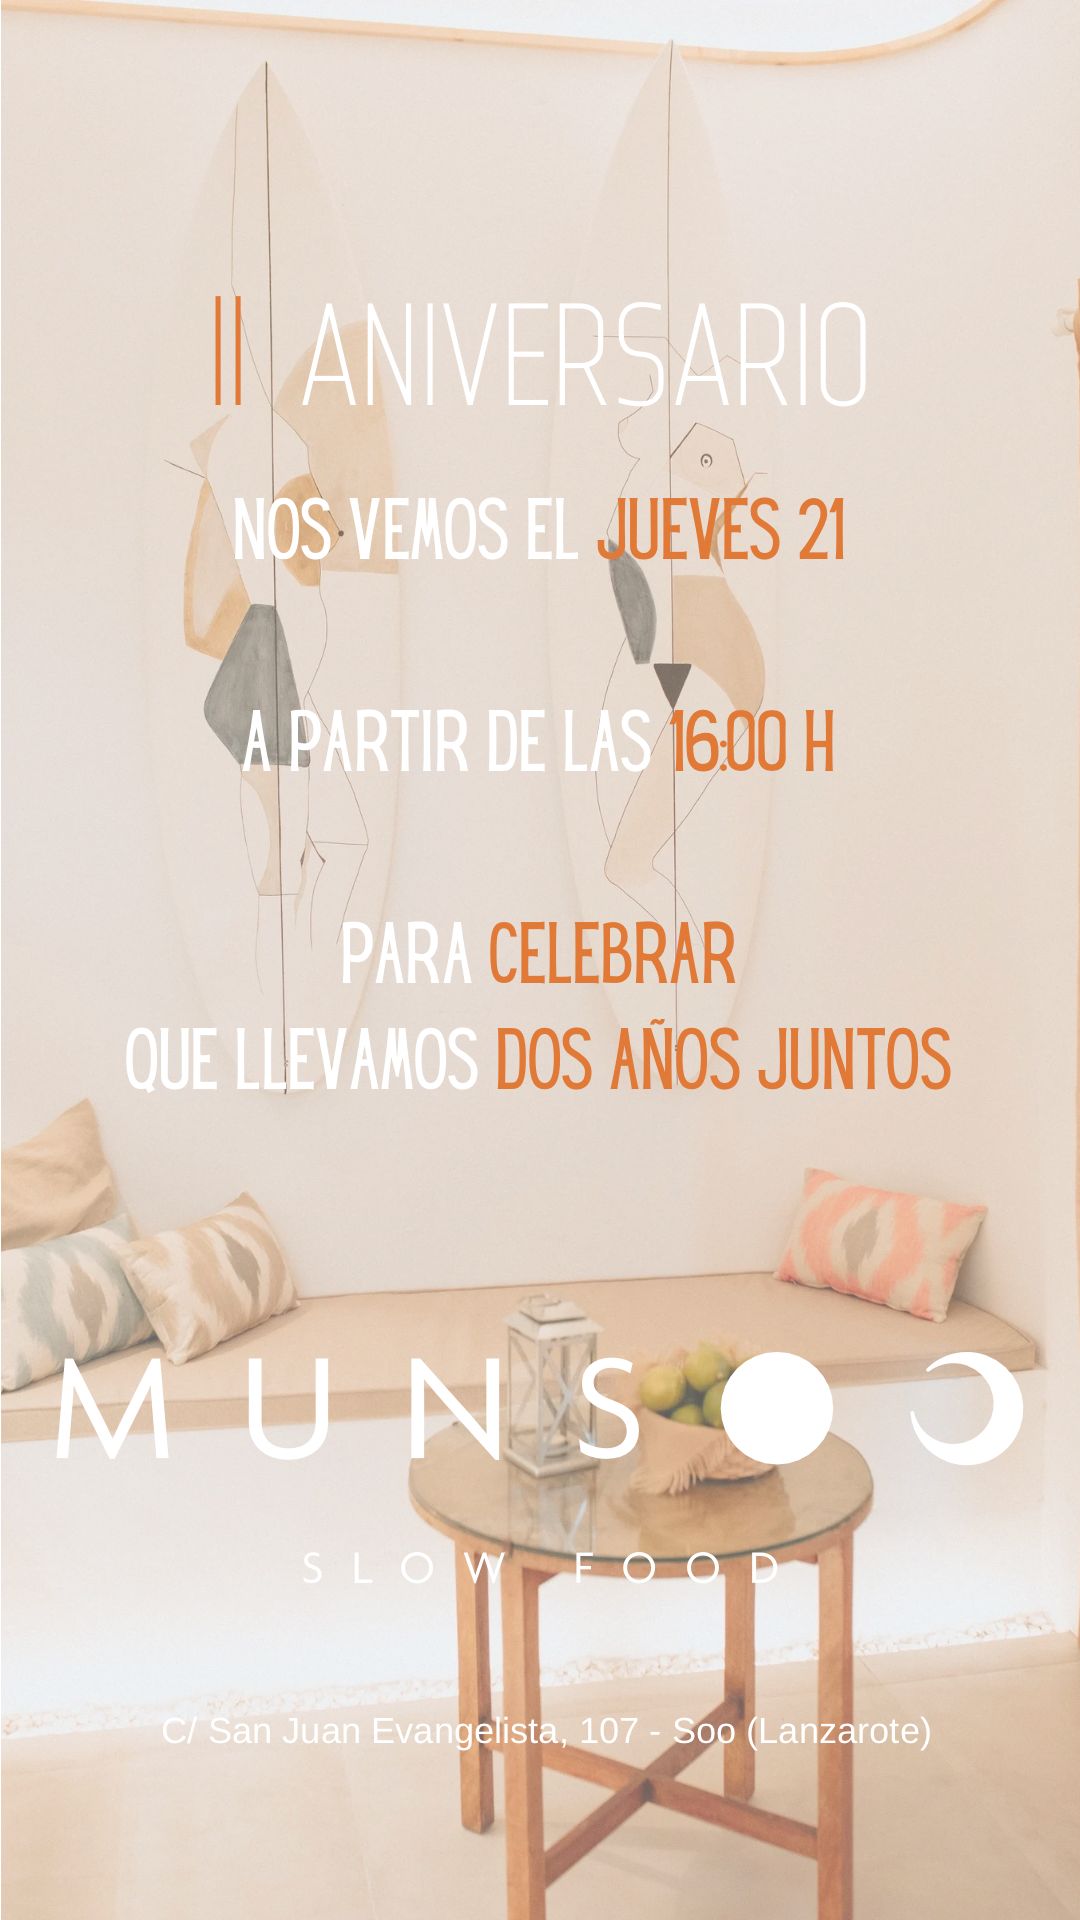 II ANIVERSARIO
NOS VEMOS EL JUEVES 21
A PARTIR DE LAS 16:00 H
PARA CELEBRAR
QUE LLEVAMOS DOS AÑOS JUNTOS
MUNSOO
SLOW FOOD
C/ San Juan Evangelista, 107 - Soo (Lanzarote)